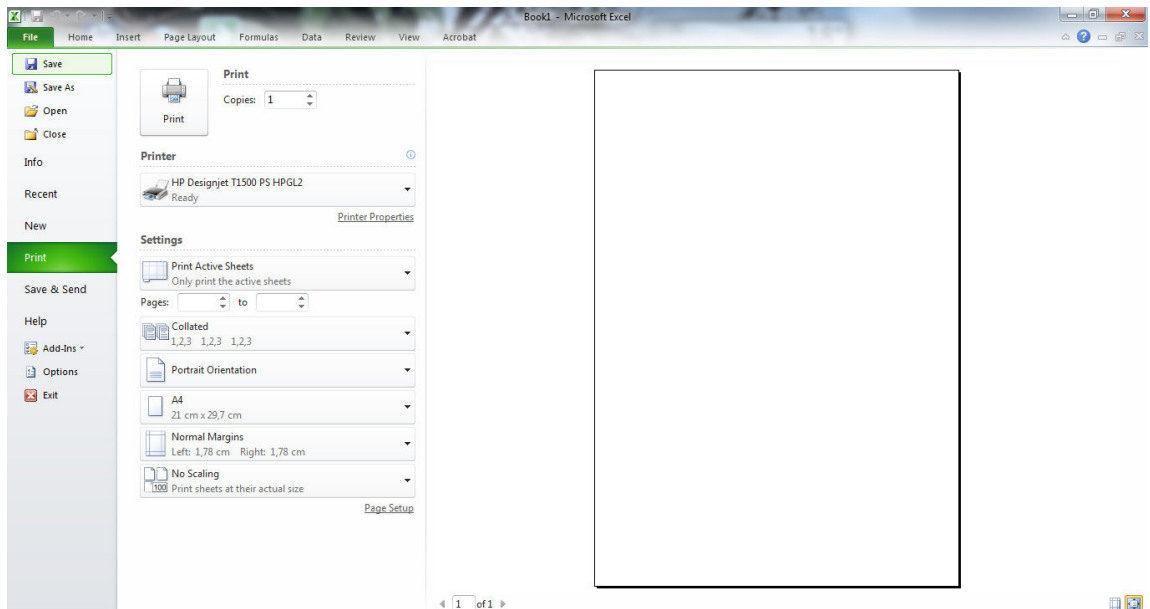 Book1 - Microsoft Excel
File Home Insert Page Layout Formulas Data Review View Acrobat
Save
Save As
Open
Close
Info
Recent
New
Print
Save & Send
Help
Add-Ins
Options
Exit
Print
Print
Copies: 1
Printer
HP Designjet T1500 PS HPGL2
Ready
Printer Properties
Settings
Print Active Sheets
Only print the active sheets
Pages: to
Collated
1,2,3 1,2,3 1,2,3
Portrait Orientation
A4
21 cm x 29,7 cm
Normal Margins
Left: 1,78 cm Right: 1,78 cm
No Scaling
100 Print sheets at their actual size
Page Setup
1 of 1